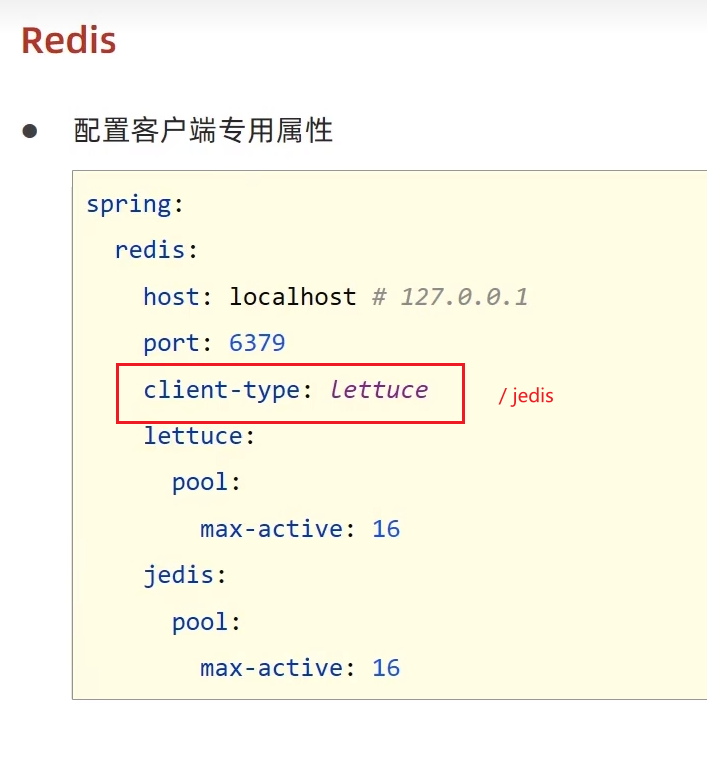 Redis
● 配置客户端专用属性
spring:
redis:
host: localhost # 127.0.0.1
port: 6379
client-type: lettuce / jedis
lettuce:
pool:
max-active: 16
jedis:
pool:
max-active: 16